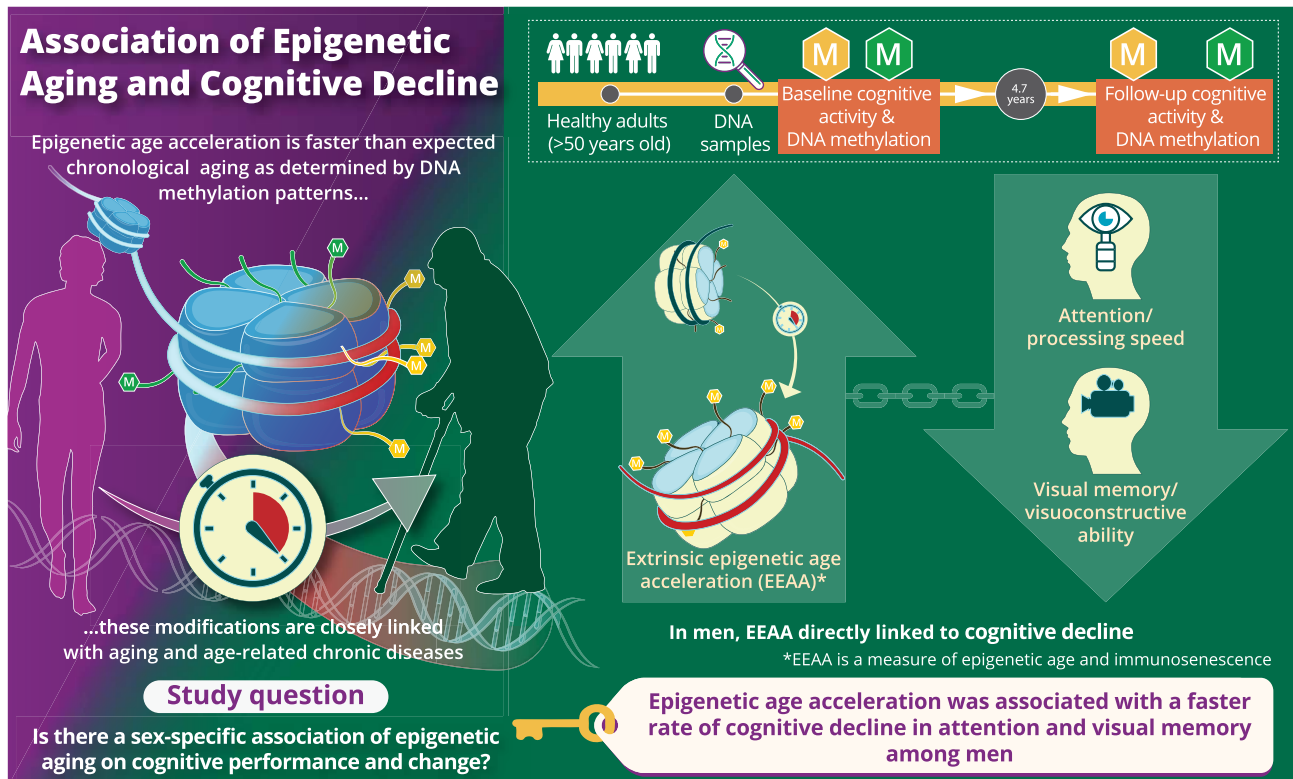 Association of Epigenetic
Aging and Cognitive Decline
Epigenetic age acceleration is faster than expected
chronological aging as determined by DNA
methylation patterns...
M
M
M
M
M
M
...these modifications are closely linked
with aging and age-related chronic diseases
Study question
Is there a sex-specific association of epigenetic
aging on cognitive performance and change?
M
M
M
M
Healthy adults
(>50 years old)
DNA
samples
Baseline cognitive
activity &
DNA methylation
4.7
years
Follow-up cognitive
activity &
DNA methylation
M
M
M
M
M
M
M
Extrinsic epigenetic age
acceleration (EEAA)*
Attention/
processing speed
Visual memory/
visuoconstructive
ability
In men, EEAA directly linked to cognitive decline
*EEAA is a measure of epigenetic age and immunosenescence
Epigenetic age acceleration was associated with a faster
rate of cognitive decline in attention and visual memory
among men